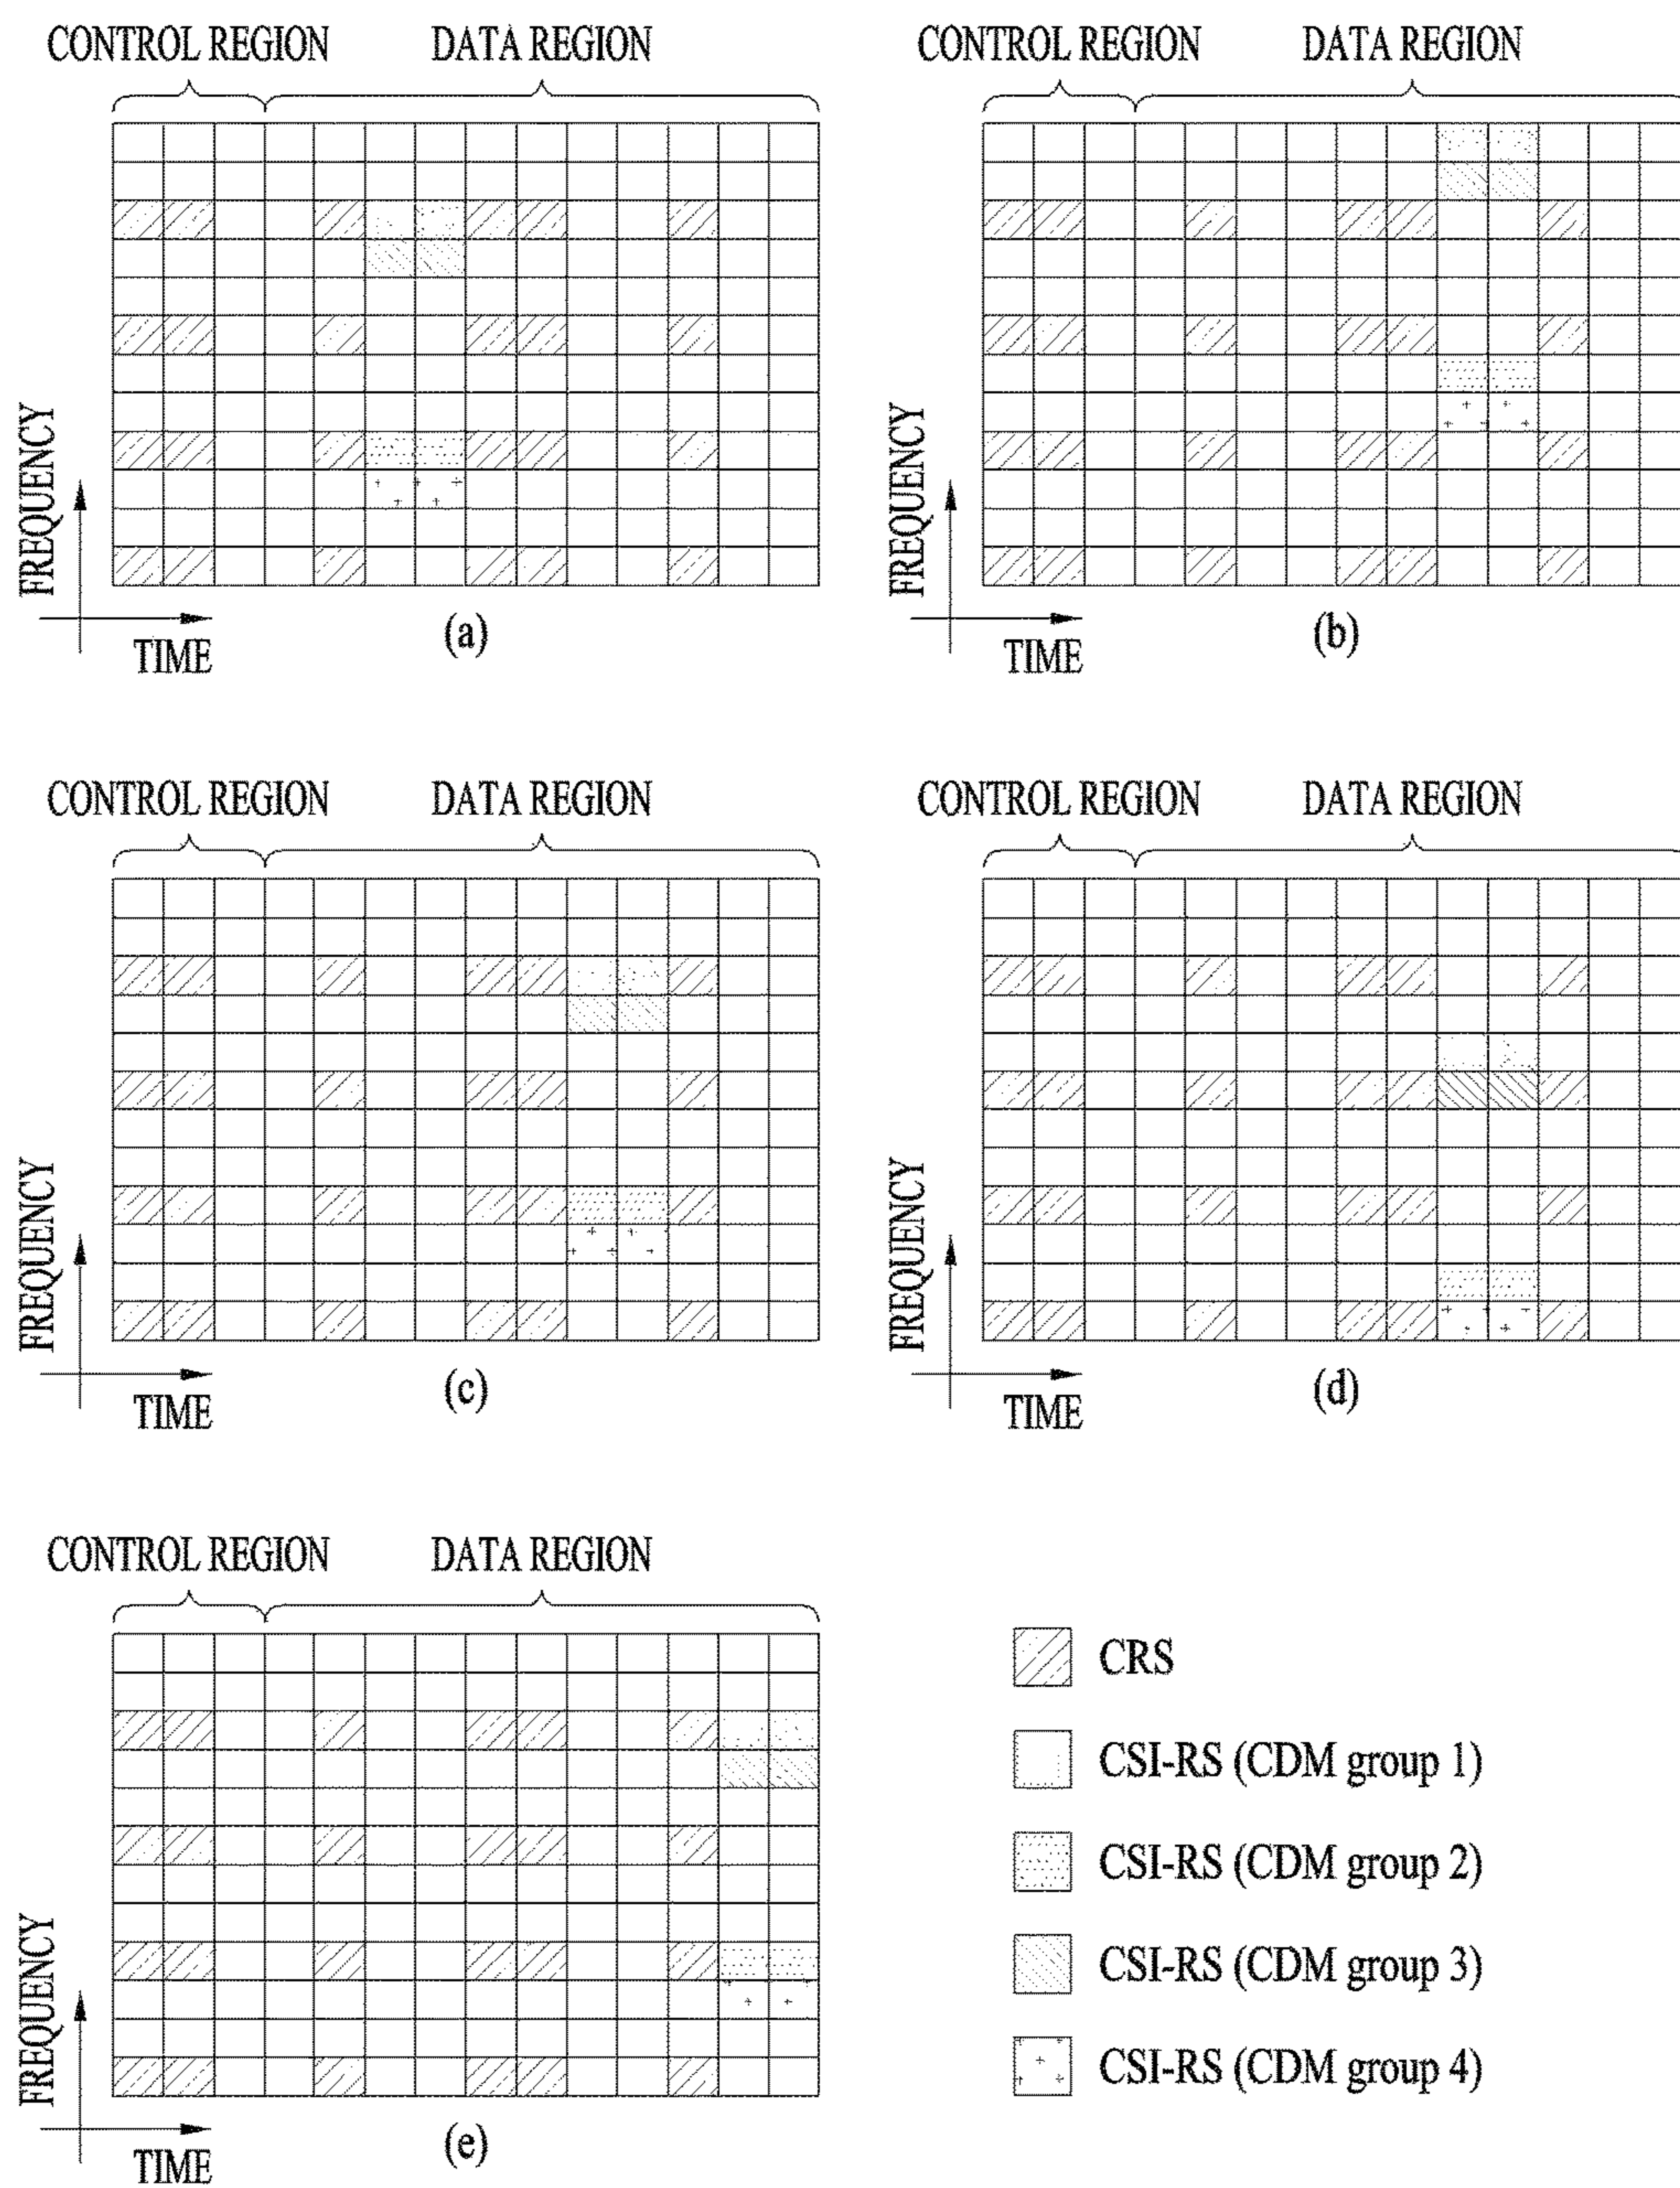 CONTROL REGION DATA REGION
FREQUENCY
TIME
(a)
CONTROL REGION DATA REGION
FREQUENCY
TIME
(b)
CONTROL REGION DATA REGION
FREQUENCY
TIME
(c)
CONTROL REGION DATA REGION
FREQUENCY
TIME
(d)
CONTROL REGION DATA REGION
FREQUENCY
TIME
(e)
CRS
CSI-RS (CDM group 1)
CSI-RS (CDM group 2)
CSI-RS (CDM group 3)
CSI-RS (CDM group 4)